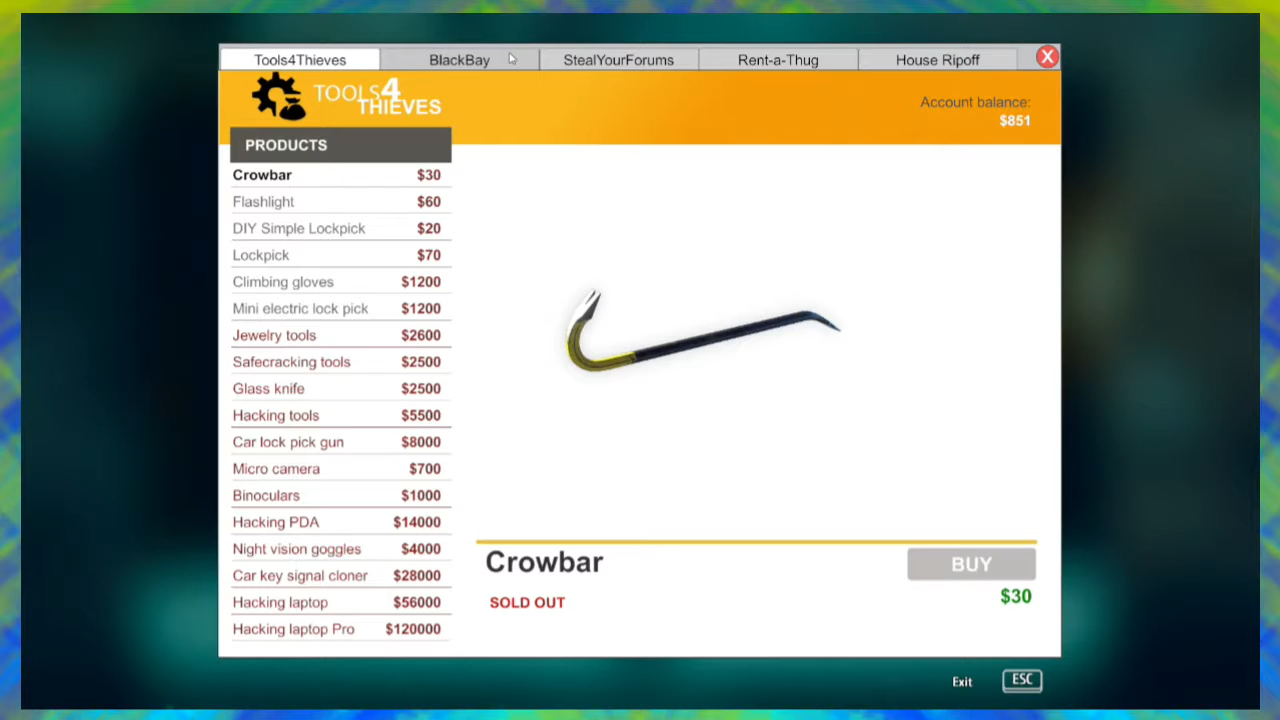 Tools4Thieves BlackBay StealYourForums Rent-a-Thug House Ripoff X
TOOLS4
THIEVES
Account balance:
$851
PRODUCTS
Crowbar $30
Flashlight $60
DIY Simple Lockpick $20
Lockpick $70
Climbing gloves $1200
Mini electric lock pick $1200
Jewelry tools $2600
Safecracking tools $2500
Glass knife $2500
Hacking tools $5500
Car lock pick gun $8000
Micro camera $700
Binoculars $1000
Hacking PDA $14000
Night vision goggles $4000
Car key signal cloner $28000
Hacking laptop $56000
Hacking laptop Pro $120000
Crowbar BUY
SOLD OUT $30
Exit ESC